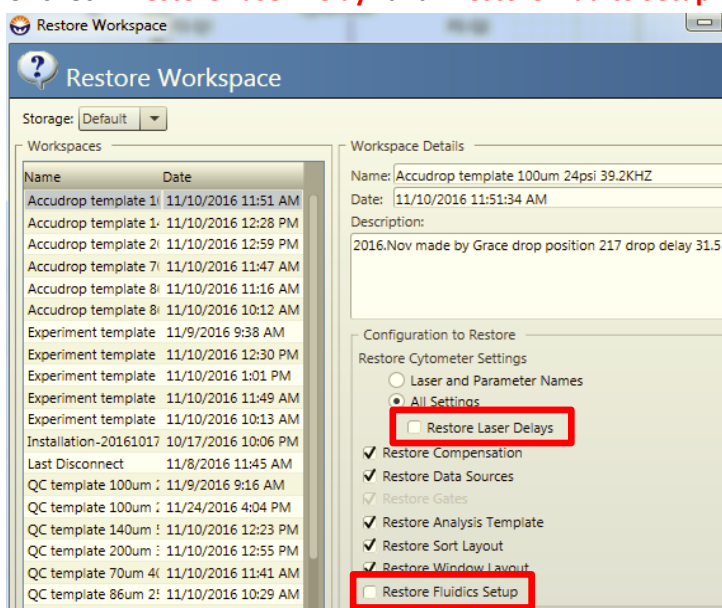 Restore Workspace
Restore Workspace
Storage: Default
Workspaces
Name Date
Accudrop template 1 11/10/2016 11:51 AM
Accudrop template 1 11/10/2016 12:28 PM
Accudrop template 2 11/10/2016 12:59 PM
Accudrop template 7 11/10/2016 11:47 AM
Accudrop template 8 11/10/2016 11:16 AM
Accudrop template 8 11/10/2016 10:12 AM
Experiment template 11/9/2016 9:38 AM
Experiment template 11/10/2016 12:30 PM
Experiment template 11/10/2016 1:01 PM
Experiment template 11/10/2016 11:49 AM
Experiment template 11/10/2016 10:13 AM
Installation-20161017 10/17/2016 10:06 PM
Last Disconnect 11/8/2016 11:45 AM
QC template 100um 11/9/2016 9:16 AM
QC template 100um 11/24/2016 4:04 PM
QC template 140um 11/10/2016 12:23 PM
QC template 200um 11/10/2016 12:55 PM
QC template 70um 11/10/2016 11:41 AM
QC template 86um 11/10/2016 10:29 AM
Workspace Details
Name: Accudrop template 100um 24psi 39.2KHZ
Date: 11/10/2016 11:51:34 AM
Description:
2016.Nov made by Grace drop position 217 drop delay 31.5
Configuration to Restore
Restore Cytometer Settings
Laser and Parameter Names
All Settings
Restore Laser Delays
Restore Compensation
Restore Data Sources
Restore Gates
Restore Analysis Template
Restore Sort Layout
Restore Window Layout
Restore Fluidics Setup